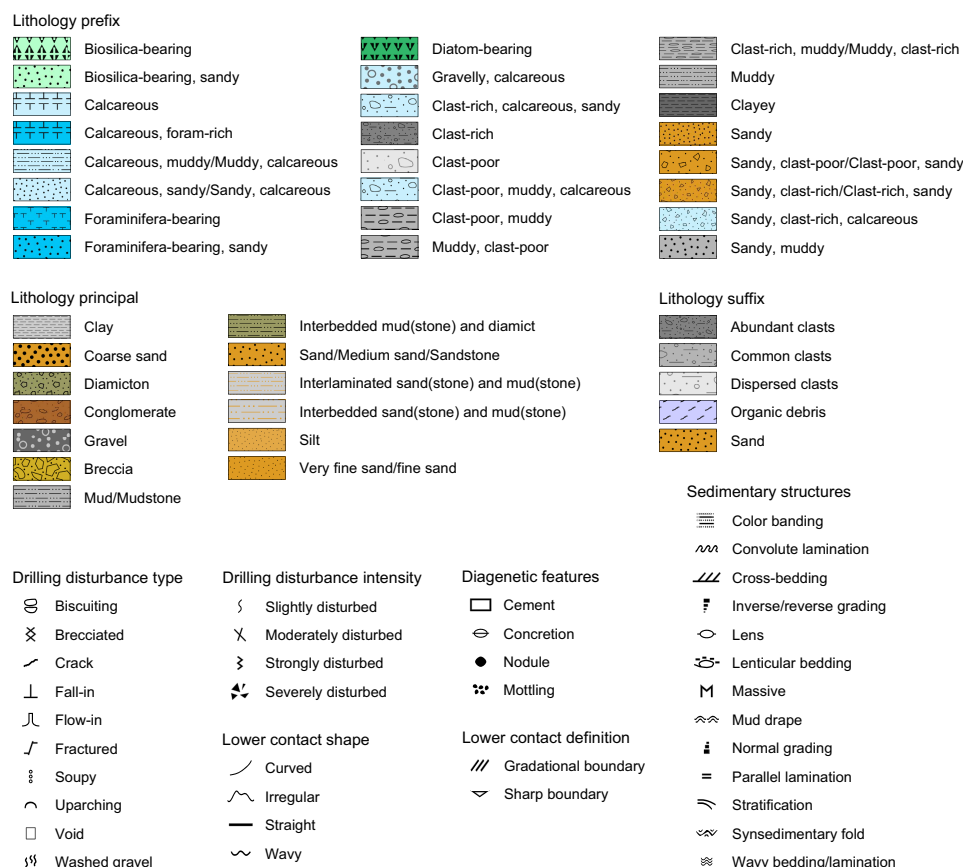 Lithology prefix
Biosilica-bearing
Biosilica-bearing, sandy
Calcareous
Calcareous, foram-rich
Calcareous, muddy/Muddy, calcareous
Calcareous, sandy/Sandy, calcareous
Foraminifera-bearing
Foraminifera-bearing, sandy
Diatom-bearing
Gravelly, calcareous
Clast-rich, calcareous, sandy
Clast-rich
Clast-poor
Clast-poor, muddy, calcareous
Clast-poor, muddy
Muddy, clast-poor
Clast-rich, muddy/Muddy, clast-rich
Muddy
Clayey
Sandy
Sandy, clast-poor/Clast-poor, sandy
Sandy, clast-rich/Clast-rich, sandy
Sandy, clast-rich, calcareous
Sandy, muddy
Lithology principal
Clay
Coarse sand
Diamicton
Conglomerate
Gravel
Breccia
Mud/Mudstone
Interbedded mud(stone) and diamict
Sand/Medium sand/Sandstone
Interlaminated sand(stone) and mud(stone)
Interbedded sand(stone) and mud(stone)
Silt
Very fine sand/fine sand
Lithology suffix
Abundant clasts
Common clasts
Dispersed clasts
Organic debris
Sand
Drilling disturbance type
Biscuiting
Brecciated
Crack
Fall-in
Flow-in
Fractured
Soupy
Uparching
Void
Washed gravel
Drilling disturbance intensity
Slightly disturbed
Moderately disturbed
Strongly disturbed
Severely disturbed
Lower contact shape
Curved
Irregular
Straight
Wavy
Diagenetic features
Cement
Concretion
Nodule
Mottling
Lower contact definition
Gradational boundary
Sharp boundary
Sedimentary structures
Color banding
Convolute lamination
Cross-bedding
Inverse/reverse grading
Lens
Lenticular bedding
Massive
Mud drape
Normal grading
Parallel lamination
Stratification
Synsedimentary fold
Wavy bedding/lamination